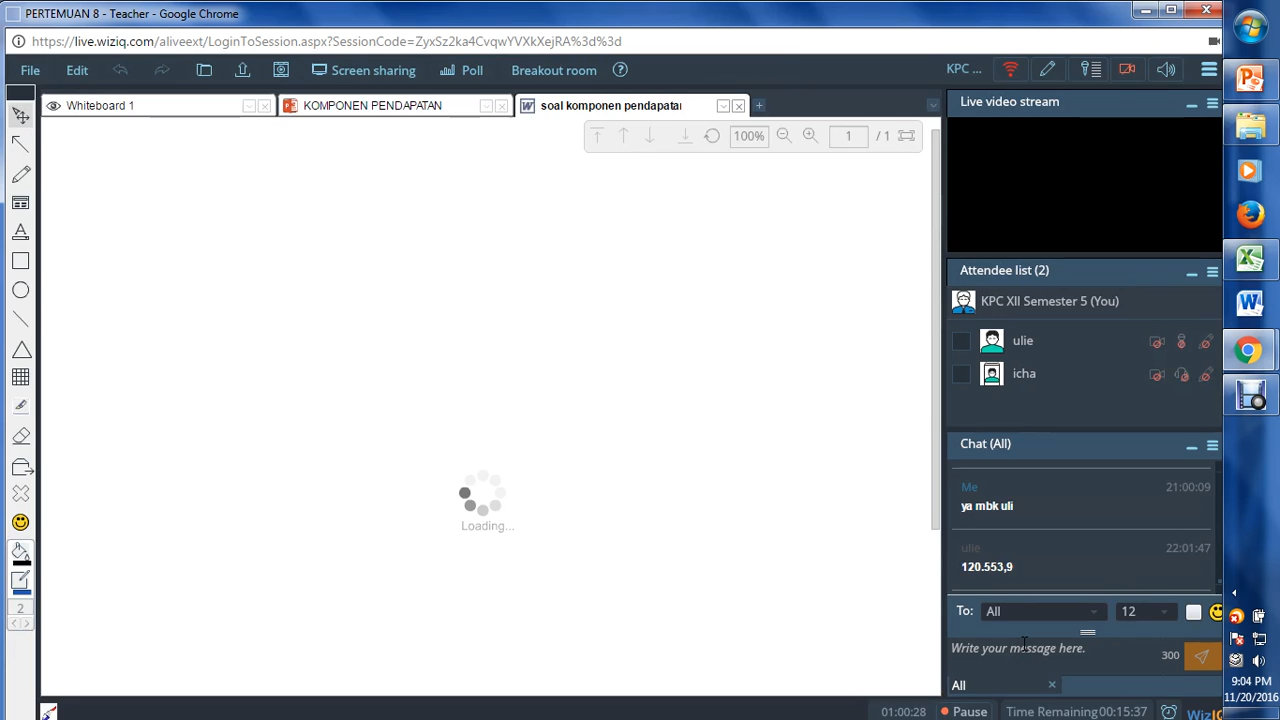 PERTEMUAN 8 - Teacher - Google Chrome
https://live.wiziq.com/aliveext/LoginToSession.aspx?SessionCode=ZyxSz2ka4CvqwYVXkXejRA%3d%3d
File Edit Screen sharing Poll Breakout room ? KPC ...
Whiteboard 1 KOMPONEN PENDAPATAN soal komponen pendapatan
100% 1 / 1
Live video stream
Attendee list (2)
KPC XII Semester 5 (You)
ulie
icha
Chat (All)
Me 21:00:09
ya mbk uli
ulie 22:01:47
120.553,9
Loading...
To: All 12
Write your message here. 300
All
2
01:00:28 Pause Time Remaining 00:15:37 WizIQ
9:04 PM
11/20/2016